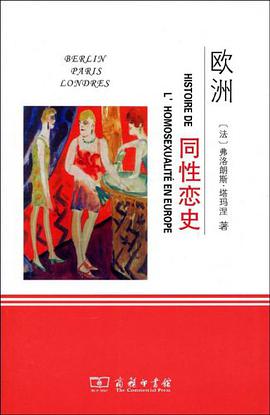 BERLIN
PARIS
LONDRES
欧洲
同性恋史
HISTOIRE DE
L'HOMOSEXUALITÉ EN EUROPE
〔法〕弗洛朗斯·塔玛涅 著
商务印书馆
The Commercial Press